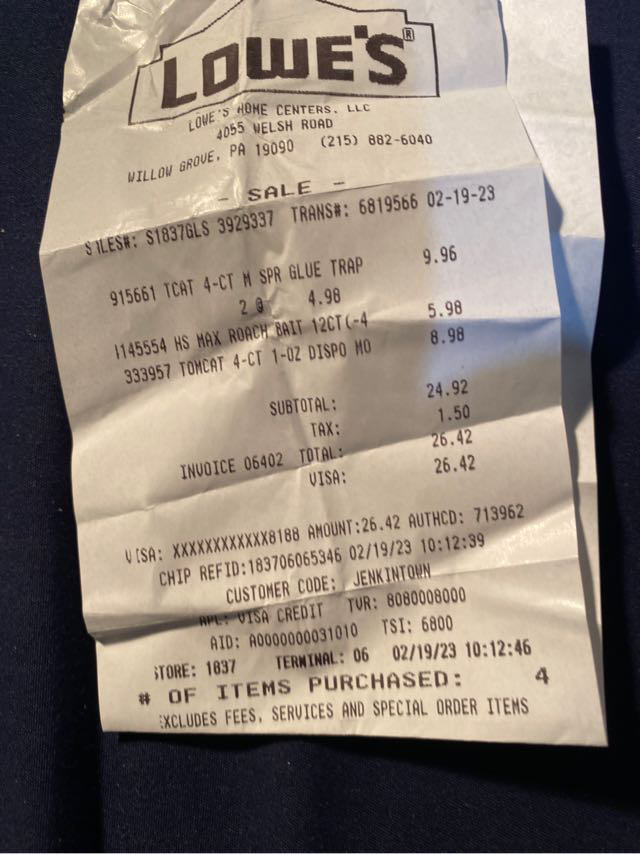 LOWE'S®
LOWE'S HOME CENTERS, LLC
4055 WELSH ROAD
WILLOW GROVE, PA 19090 (215) 882-6040
- SALE -
SALES#: S1837GLS 3929337 TRANS#: 6819566 02-19-23
915661 TCAT 4-CT M SPR GLUE TRAP 9.96
2 @ 4.98
1145554 HS MAX ROACH BAIT 12CT(-4 5.98
333957 TOMCAT 4-CT 1-OZ DISPO MO 8.98
SUBTOTAL: 24.92
TAX: 1.50
INVOICE 06402 TOTAL: 26.42
VISA: 26.42
VISA: XXXXXXXXXXXX8188 AMOUNT:26.42 AUTHCD: 713962
CHIP REFID:183706065346 02/19/23 10:12:39
CUSTOMER CODE: JENKINTOWN
APL: VISA CREDIT TVR: 8080008000
AID: A0000000031010 TSI: 6800
STORE: 1837 TERMINAL: 06 02/19/23 10:12:46
# OF ITEMS PURCHASED: 4
EXCLUDES FEES, SERVICES AND SPECIAL ORDER ITEMS